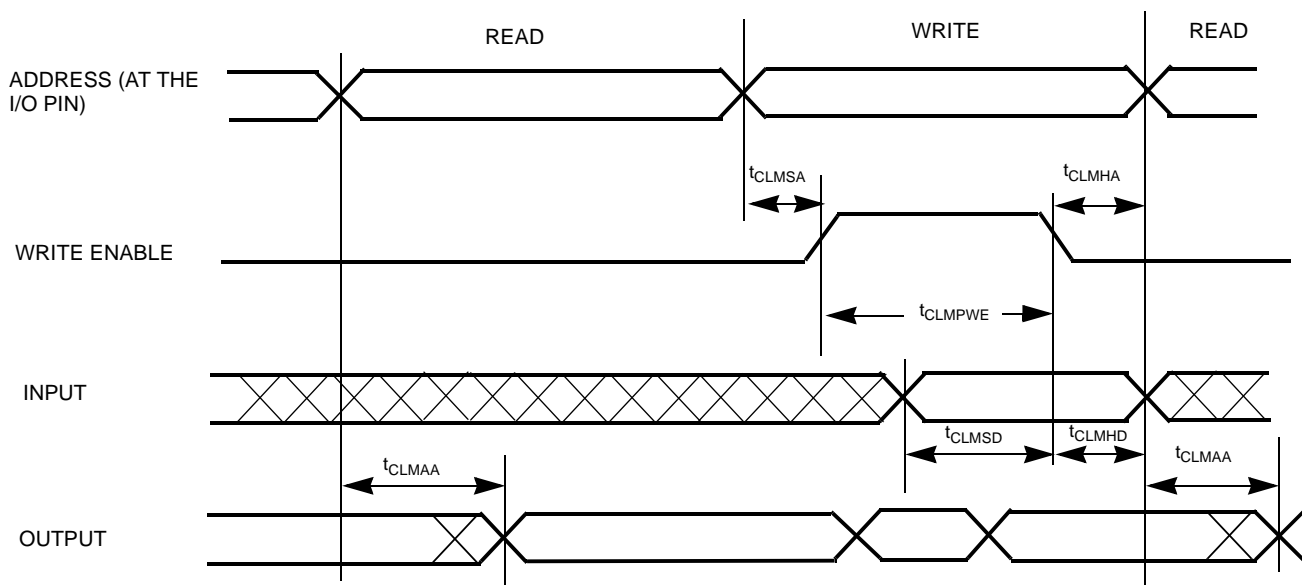 READ
WRITE
READ
ADDRESS (AT THE
I/O PIN)
tCLMSA
tCLMHA
WRITE ENABLE
tCLMPWE
INPUT
tCLMSD
tCLMHD
tCLMAA
tCLMAA
OUTPUT